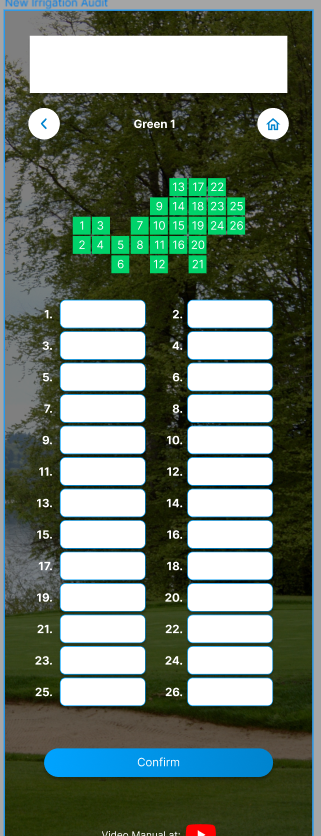 New Irrigation Audit
Green 1
13 17 22
9 14 18 23 25
1 3 7 10 15 19 24 26
2 4 5 8 11 16 20
6 12 21
1. 2.
3. 4.
5. 6.
7. 8.
9. 10.
11. 12.
13. 14.
15. 16.
17. 18.
19. 20.
21. 22.
23. 24.
25. 26.
Confirm
Video Manual at: